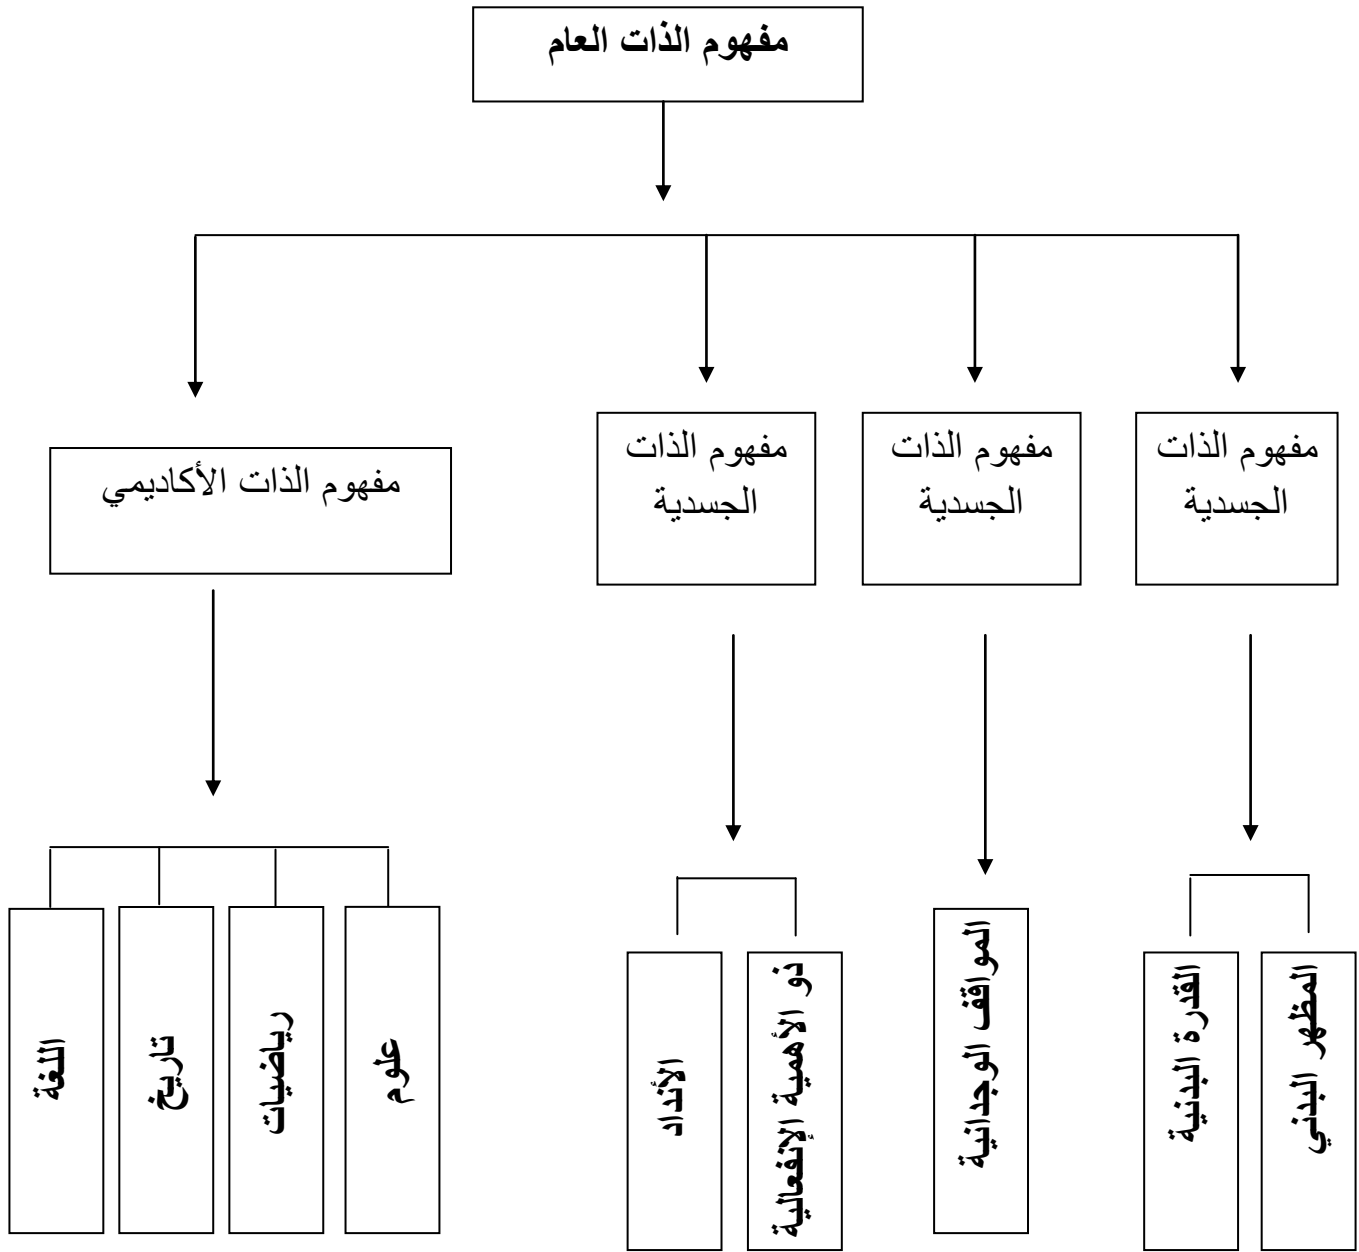 مفهوم الذات العام
مفهوم الذات
الجسدية
مفهوم الذات
الجسدية
مفهوم الذات
الجسدية
مفهوم الذات الأكاديمي
المظهر البدني
القدرة البدنية
المواقف الوجدانية
ذو الأهمية الإنفعالية
الأنداد
علوم
رياضيات
تاريخ
اللغة